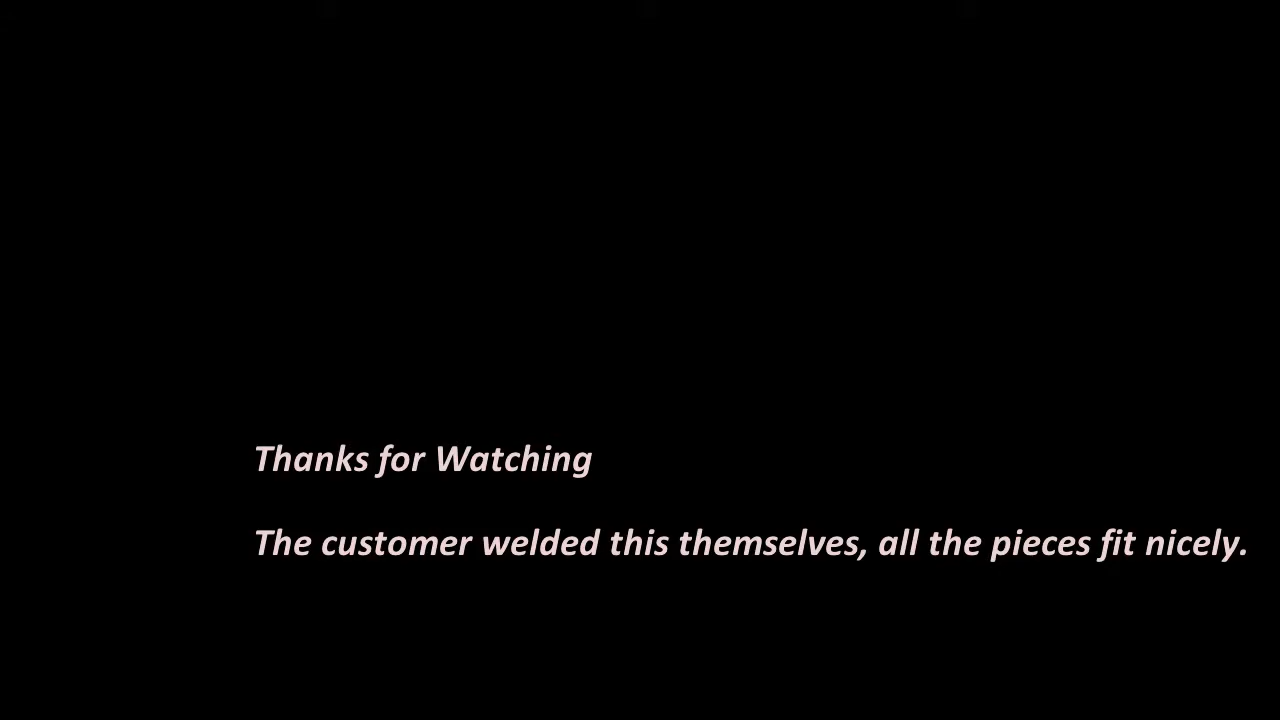 Thanks for Watching
The customer welded this themselves, all the pieces fit nicely.